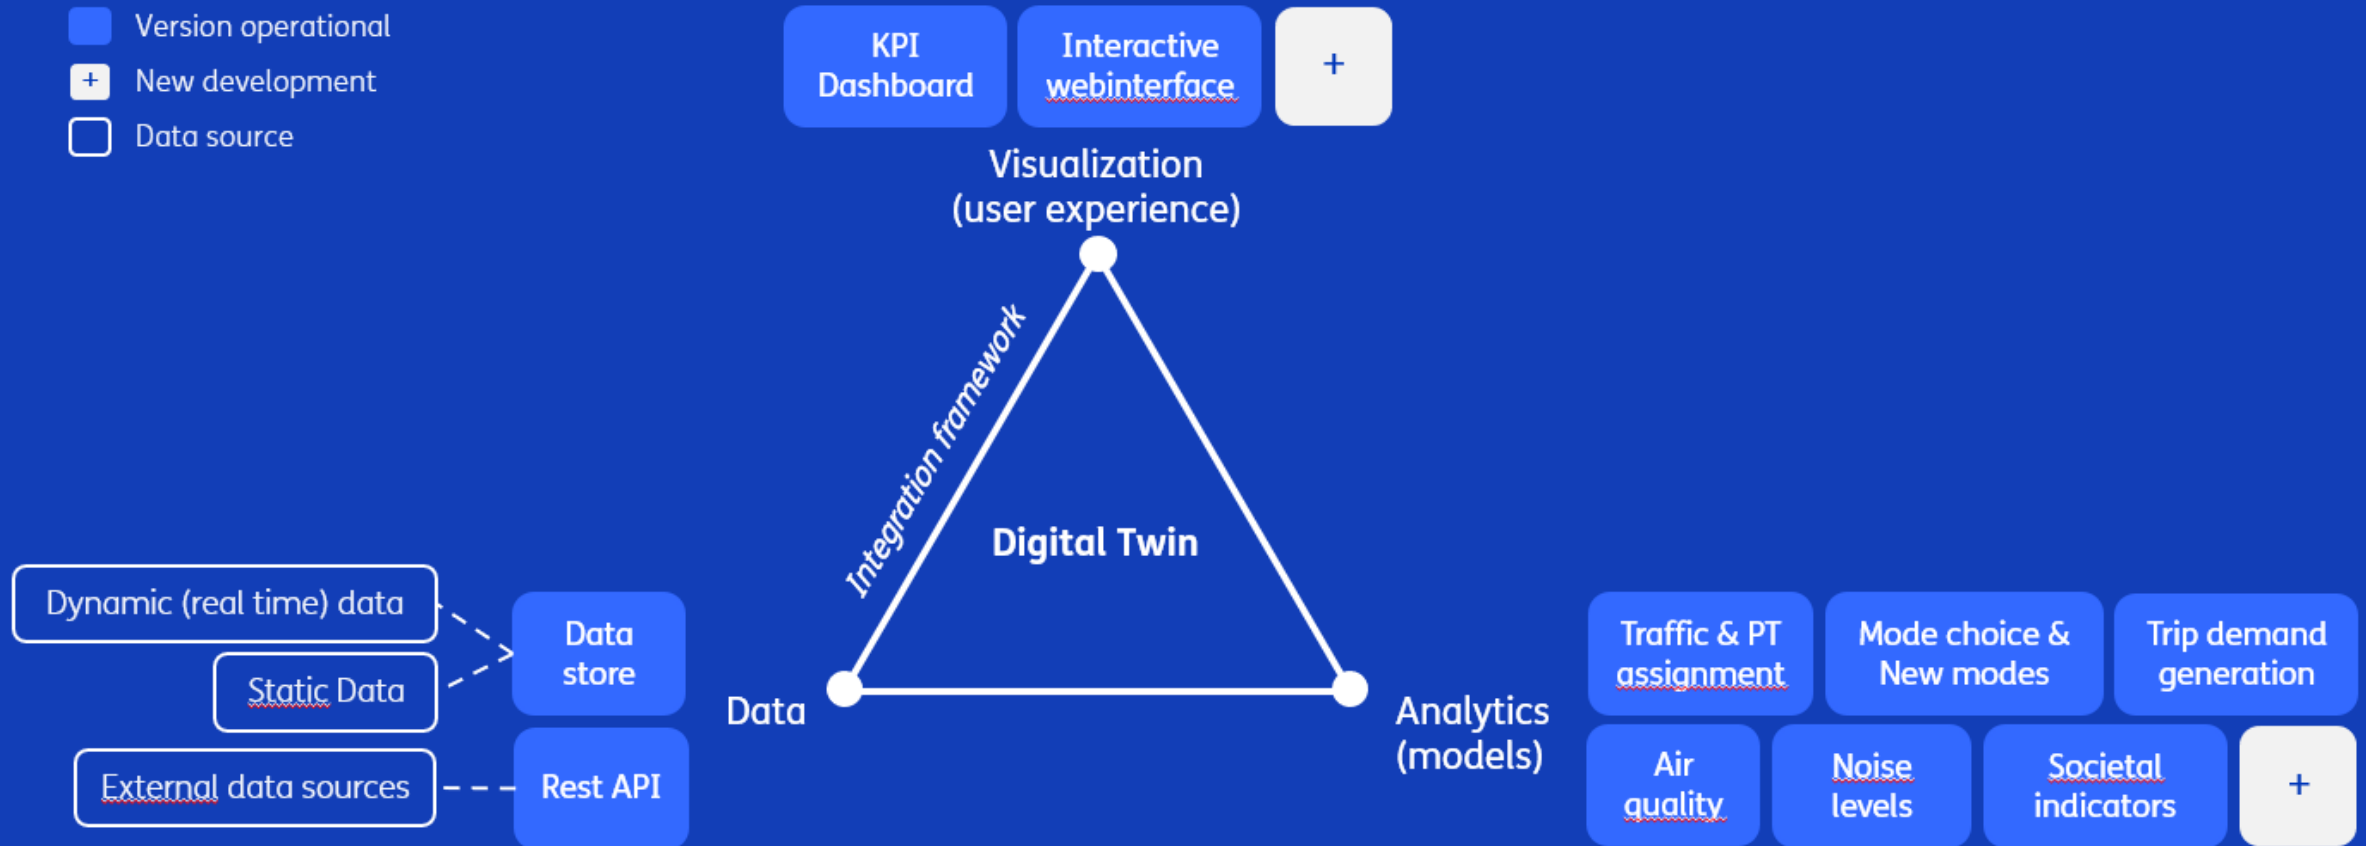 Version operational
+
New development
Data source
KPI
Dashboard
Interactive
webinterface
+
Visualization
(user experience)
Integration framework
Digital Twin
Dynamic (real time) data
Static Data
External data sources
Data
store
Rest API
Data
Analytics
(models)
Traffic & PT
assignment
Mode choice &
New modes
Trip demand
generation
Air
quality
Noise
levels
Societal
indicators
+